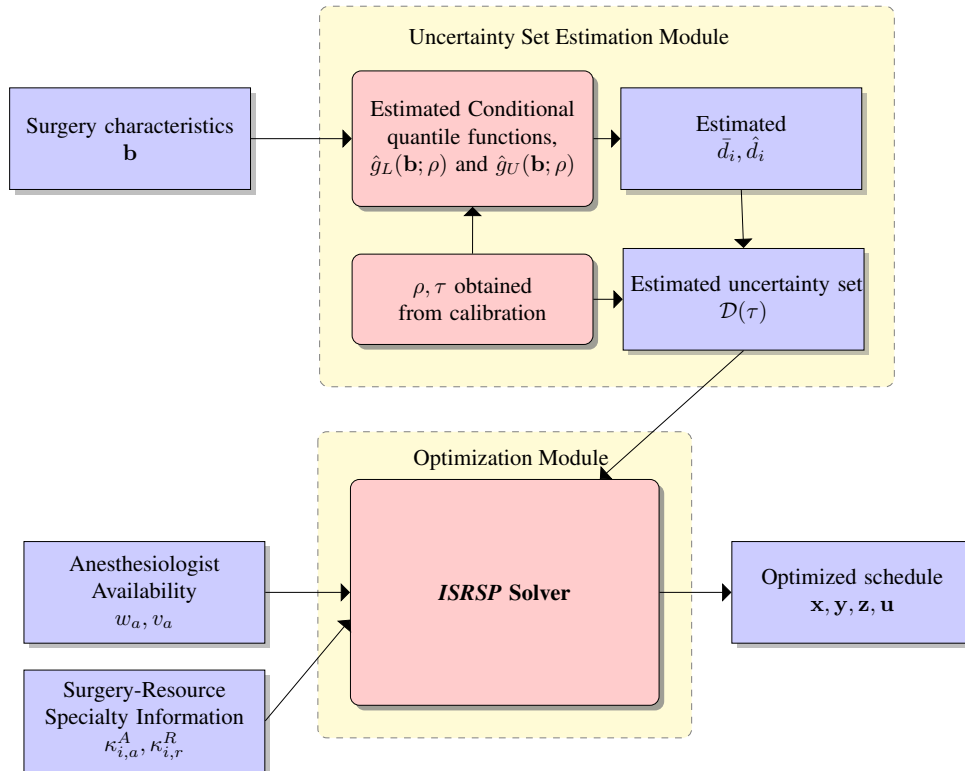 Uncertainty Set Estimation Module
Surgery characteristics
b
Estimated Conditional
quantile functions,
ĝ_L(b; ρ) and ĝ_U(b; ρ)
Estimated
d̄_i, d̂_i
ρ, τ obtained
from calibration
Estimated uncertainty set
𝒟(τ)
Optimization Module
ISRSP Solver
Anesthesiologist
Availability
w_a, v_a
Surgery-Resource
Specialty Information
κ^A_{i,a}, κ^R_{i,r}
Optimized schedule
x, y, z, u